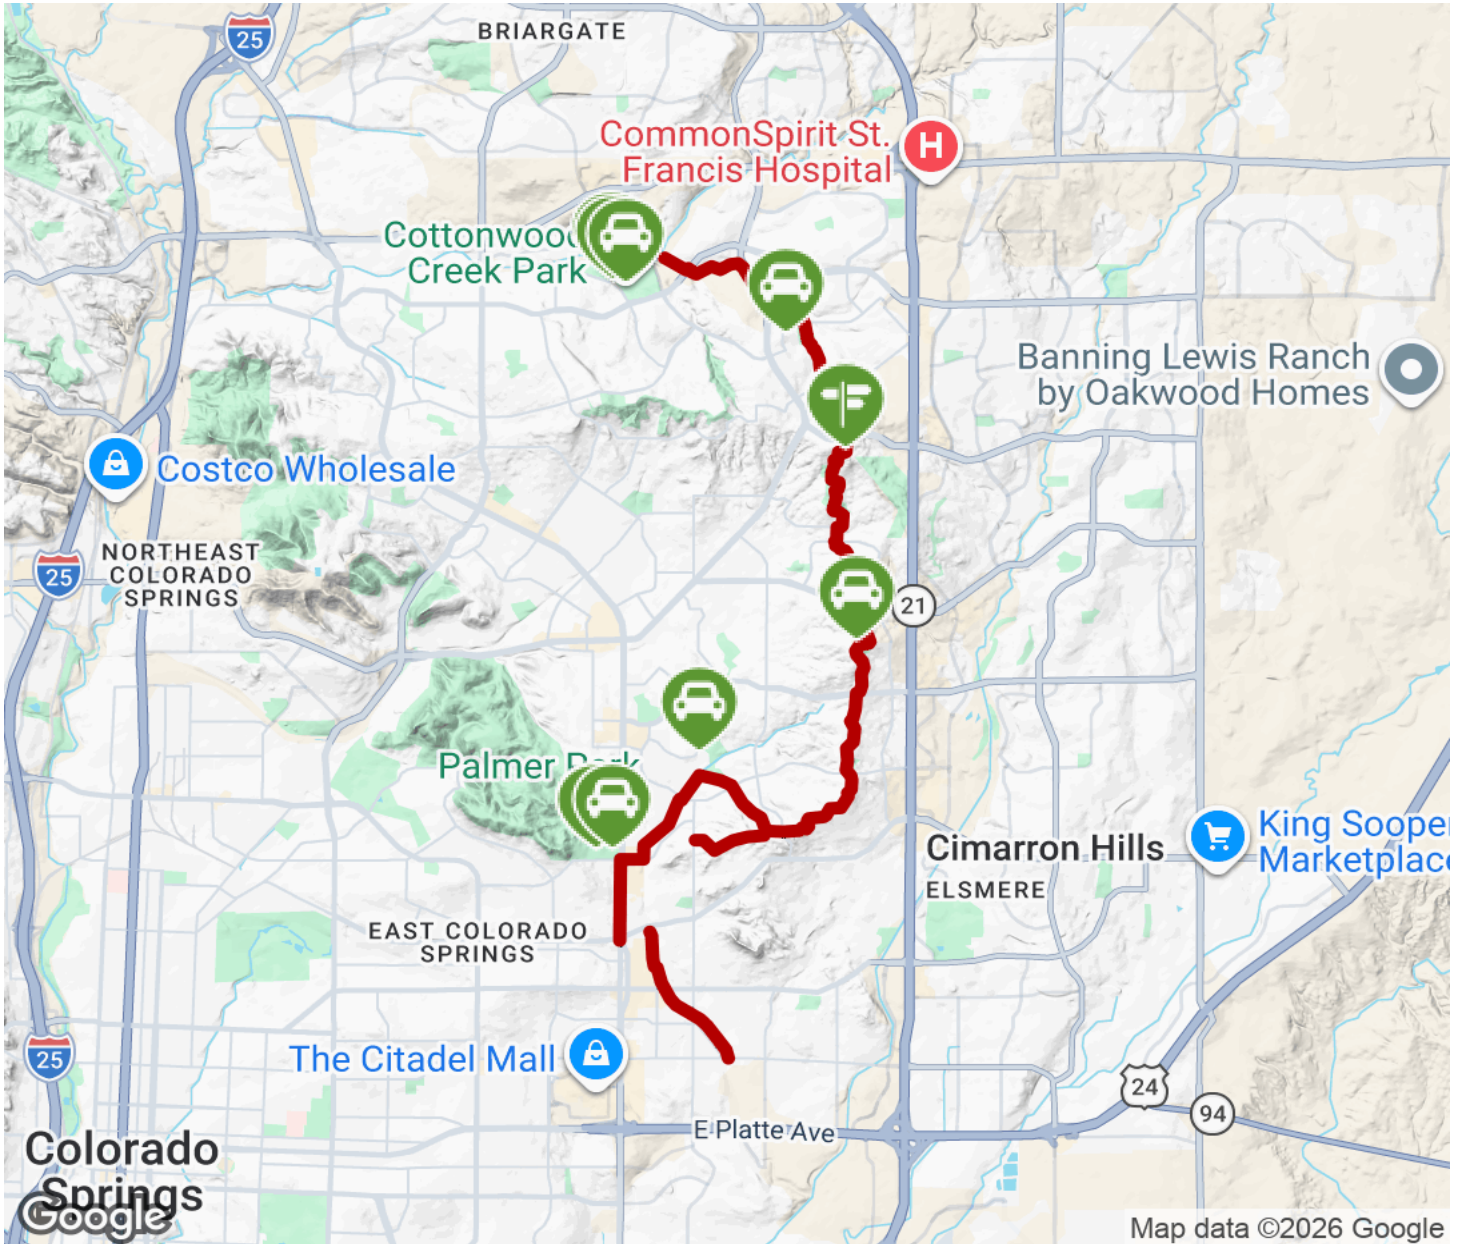 25
BRIARGATE
CommonSpirit St.
Francis Hospital
H
Cottonwood
Creek Park
Banning Lewis Ranch
by Oakwood Homes
Costco Wholesale
25
NORTHEAST
COLORADO
SPRINGS
21
Palmer Park
Cimarron Hills
ELSMERE
King Sooper
Marketplace
EAST COLORADO
SPRINGS
25
The Citadel Mall
24
94
E Platte Ave
Colorado
Springs
Google
Map data ©2026 Google